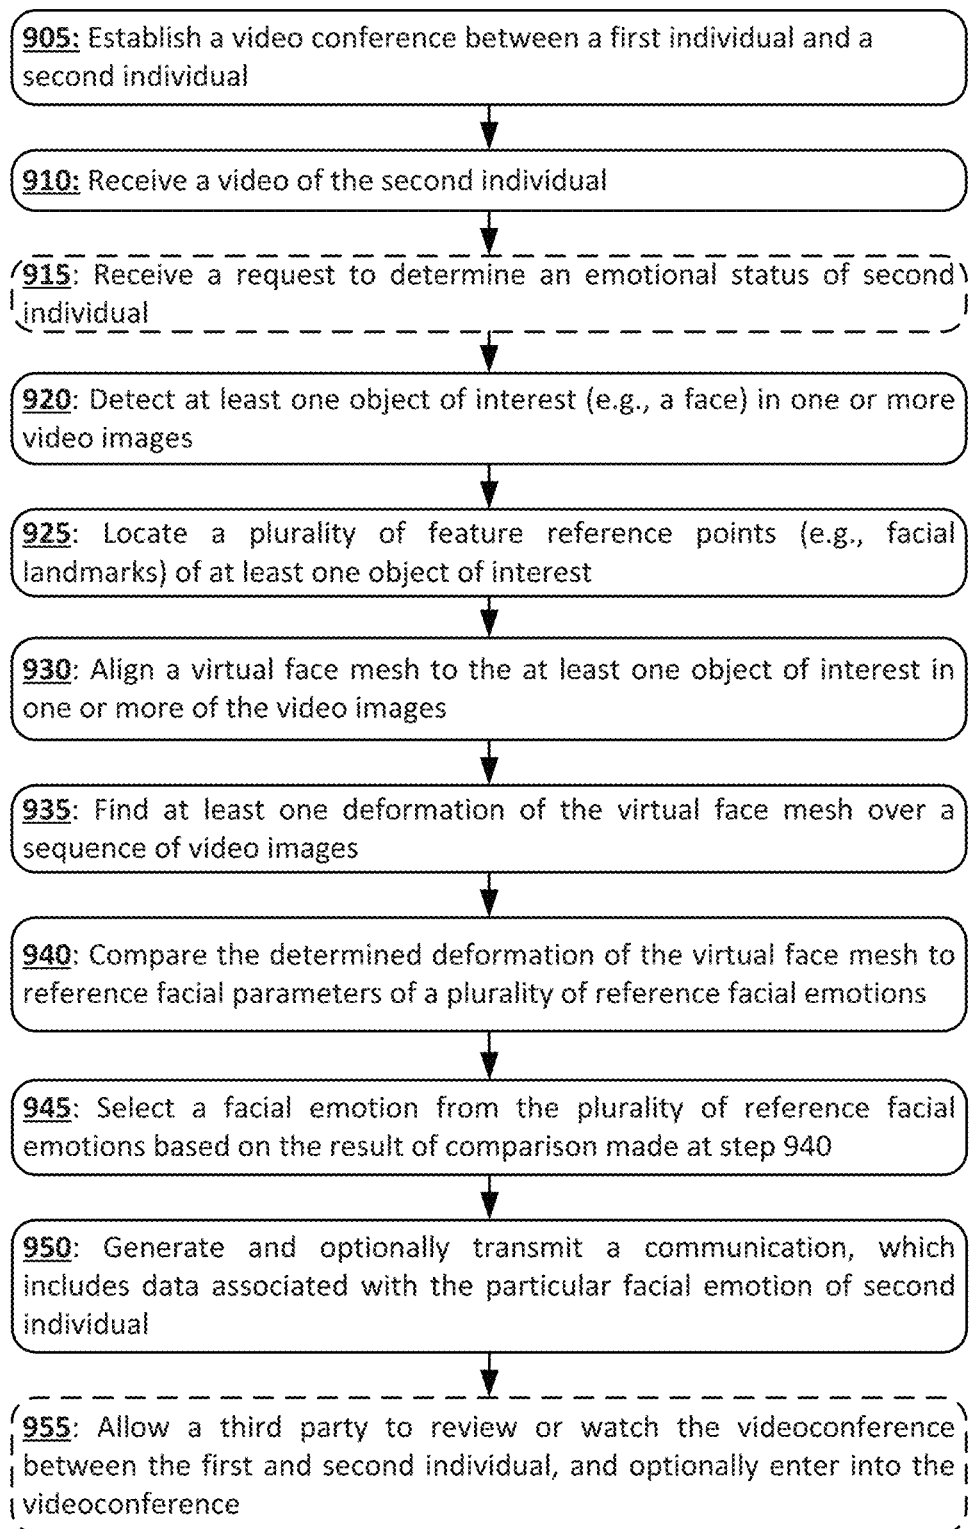 905: Establish a video conference between a first individual and a
second individual
910: Receive a video of the second individual
915: Receive a request to determine an emotional status of second
individual
920: Detect at least one object of interest (e.g., a face) in one or more
video images
925: Locate a plurality of feature reference points (e.g., facial
landmarks) of at least one object of interest
930: Align a virtual face mesh to the at least one object of interest in
one or more of the video images
935: Find at least one deformation of the virtual face mesh over a
sequence of video images
940: Compare the determined deformation of the virtual face mesh to
reference facial parameters of a plurality of reference facial emotions
945: Select a facial emotion from the plurality of reference facial
emotions based on the result of comparison made at step 940
950: Generate and optionally transmit a communication, which
includes data associated with the particular facial emotion of second
individual
955: Allow a third party to review or watch the videoconference
between the first and second individual, and optionally enter into the
videoconference